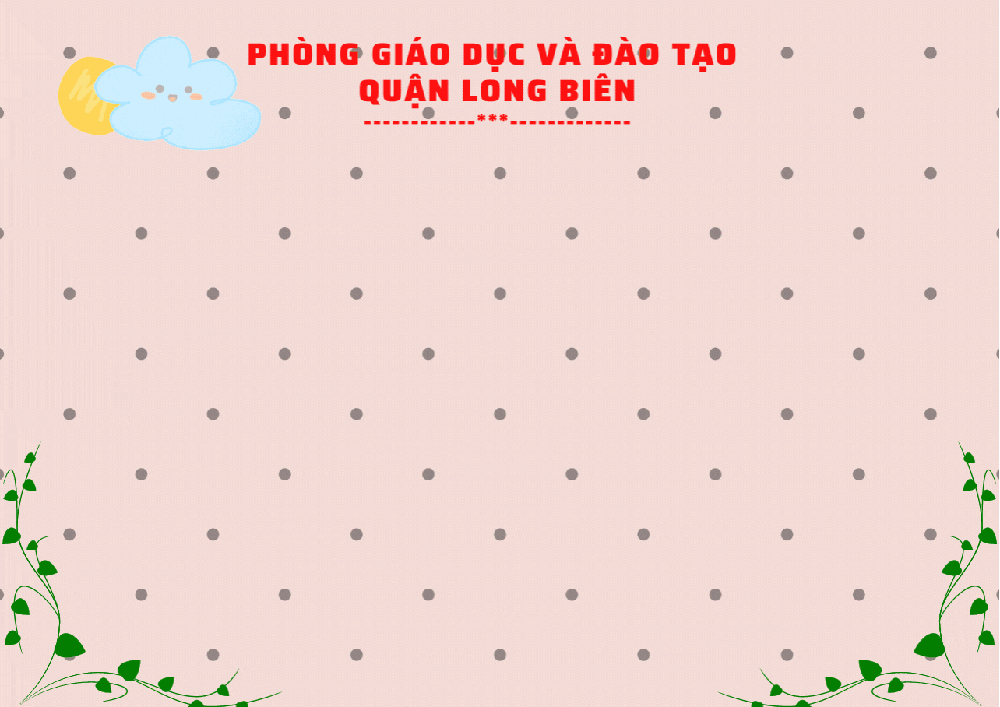 PHÒNG GIÁO DỤC VÀ ĐÀO TẠO
QUẬN LONG BIÊN
------------***-------------